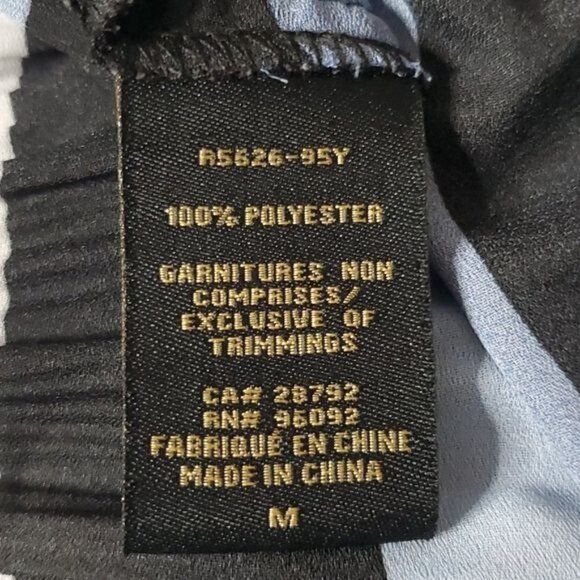 A5626-95Y
100% POLYESTER
GARNITURES NON
COMPRISES/
EXCLUSIVE OF
TRIMMINGS
CA# 28792
RN# 96092
FABRIQUÉ EN CHINE
MADE IN CHINA
M